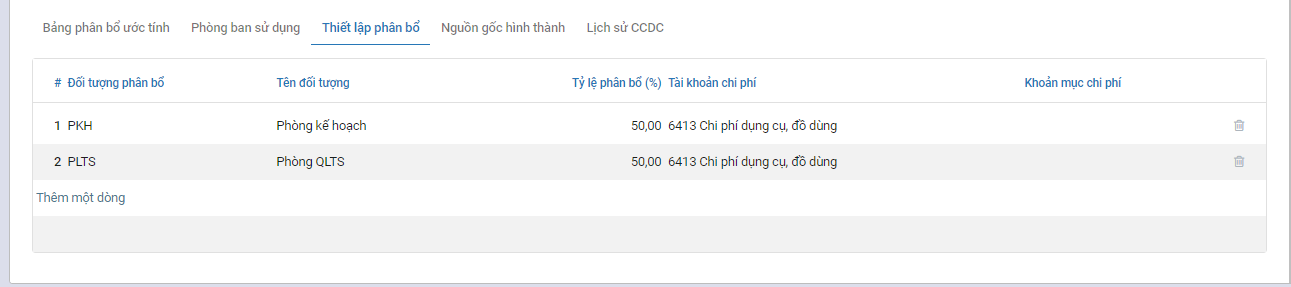 Bảng phân bổ ước tính Phòng ban sử dụng Thiết lập phân bổ Nguồn gốc hình thành Lịch sử CCDC
# Đối tượng phân bổ Tên đối tượng Tỷ lệ phân bổ (%) Tài khoản chi phí Khoản mục chi phí
1 PKH Phòng kế hoạch 50,00 6413 Chi phí dụng cụ, đồ dùng
2 PLTS Phòng QLTS 50,00 6413 Chi phí dụng cụ, đồ dùng
Thêm một dòng